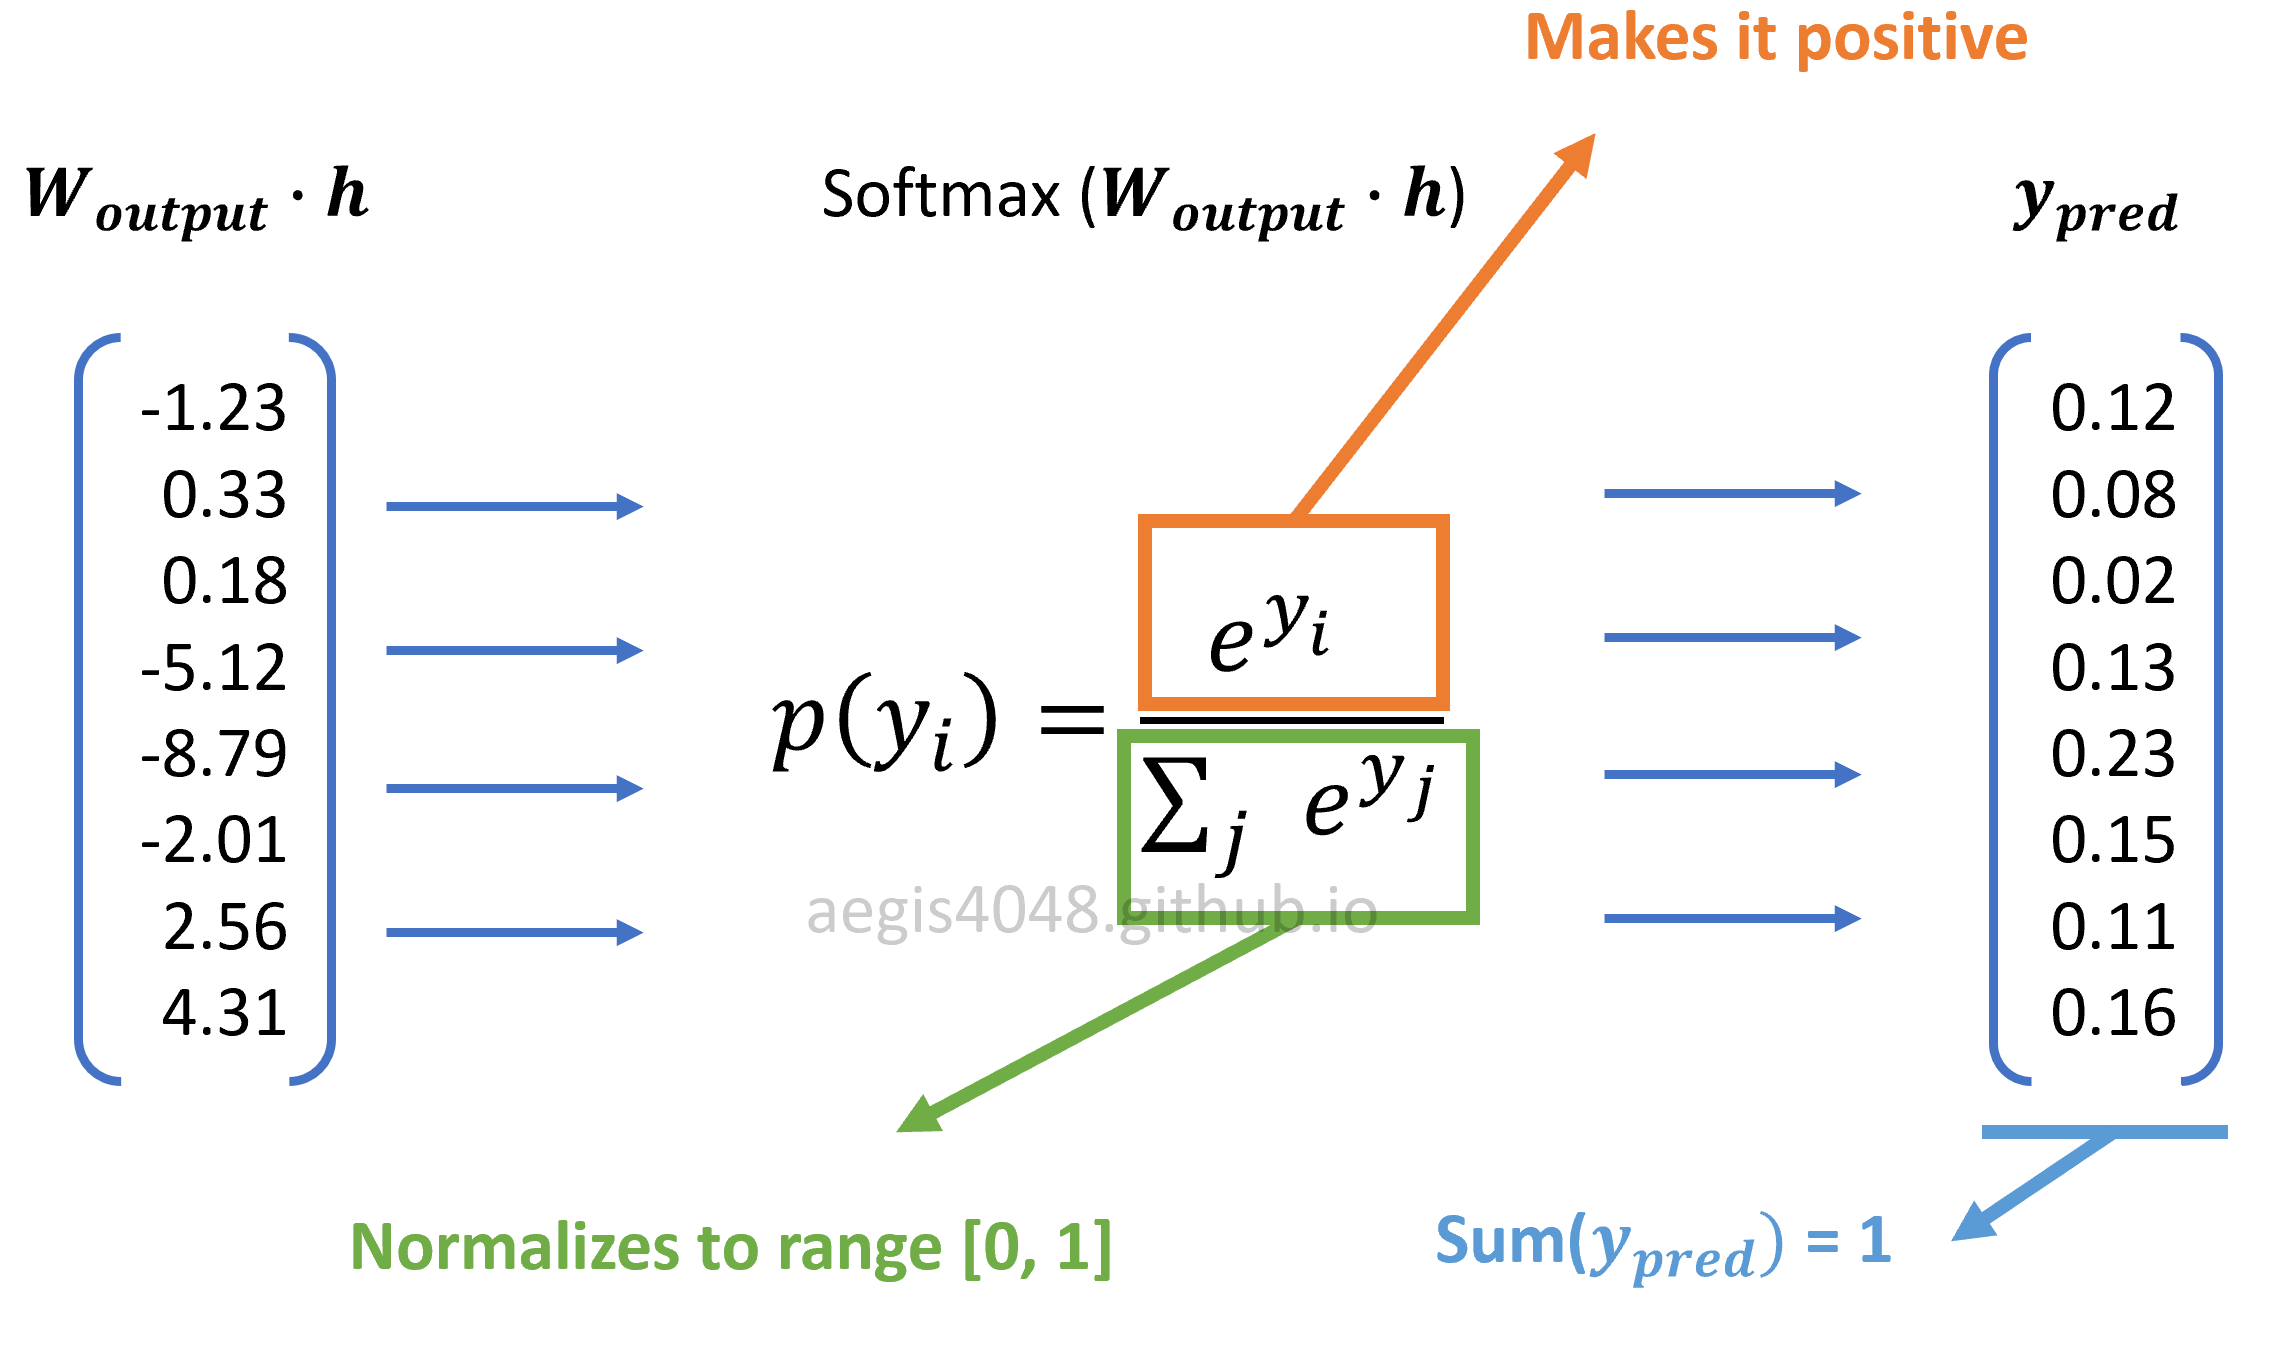 Makes it positive
W_output · h
Softmax (W_output · h)
y_pred
-1.23
0.33
0.18
-5.12
-8.79
-2.01
2.56
4.31
p(y_i) = e^{y_i} / ∑_j e^{y_j}
aegis4048.github.io
0.12
0.08
0.02
0.13
0.23
0.15
0.11
0.16
Normalizes to range [0, 1]
Sum(y_pred) = 1